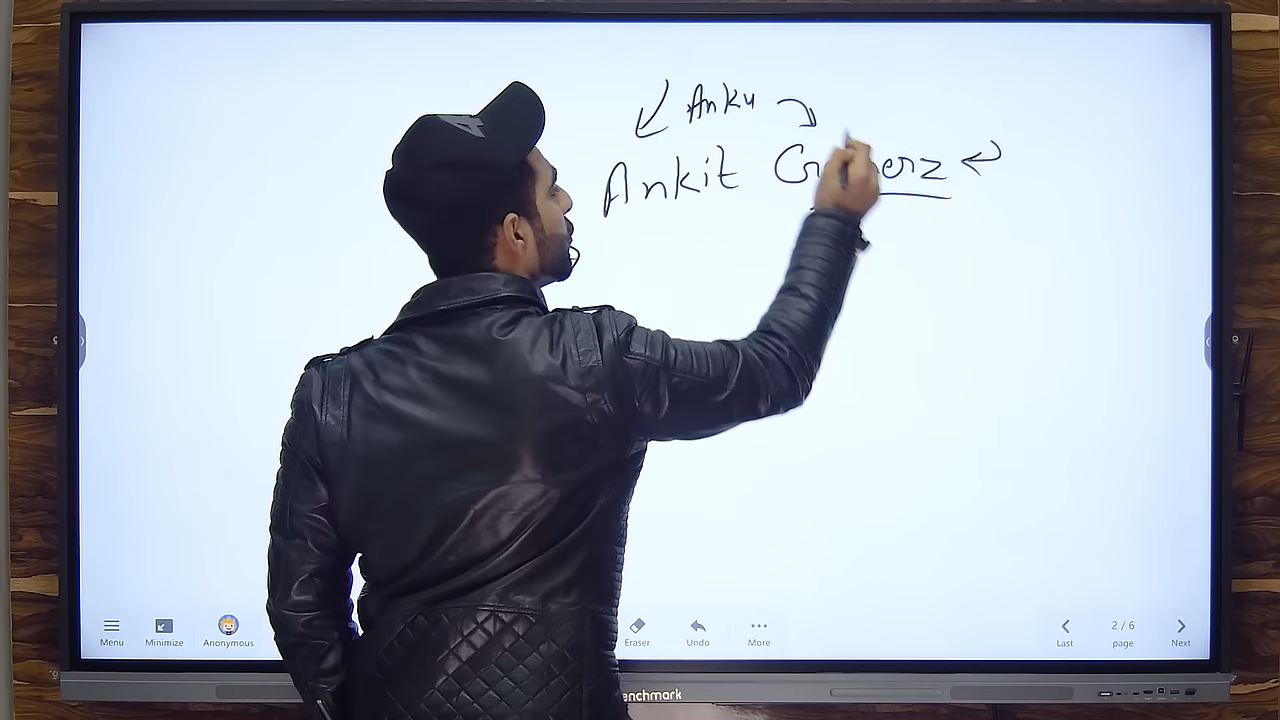 Anku
Ankit
Menu
Minimize
Anonymous
Eraser
Undo
More
Last
2 / 6
page
Next